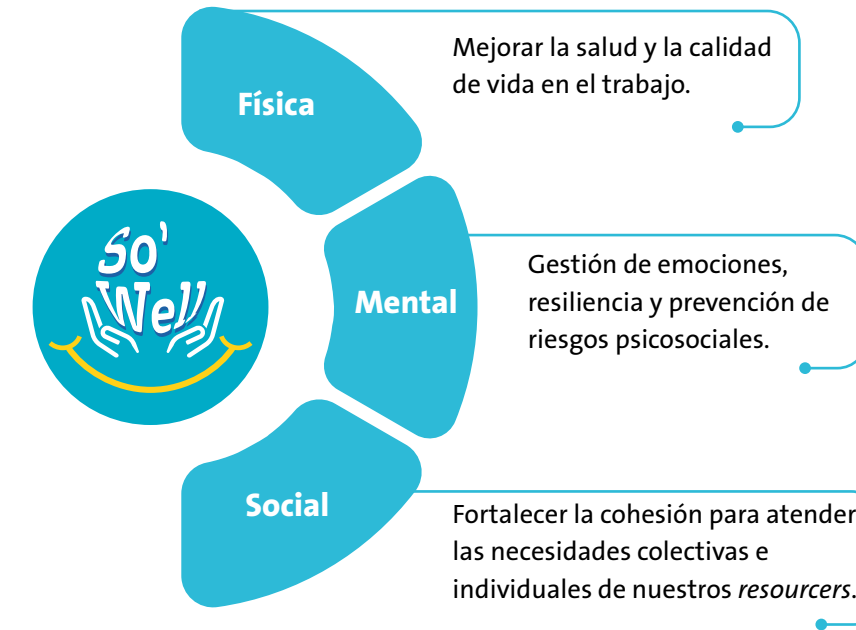 Física
Mejorar la salud y la calidad
de vida en el trabajo.
So'
Well
Mental
Gestión de emociones,
resiliencia y prevención de
riesgos psicosociales.
Social
Fortalecer la cohesión para atender
las necesidades colectivas e
individuales de nuestros resourcers.